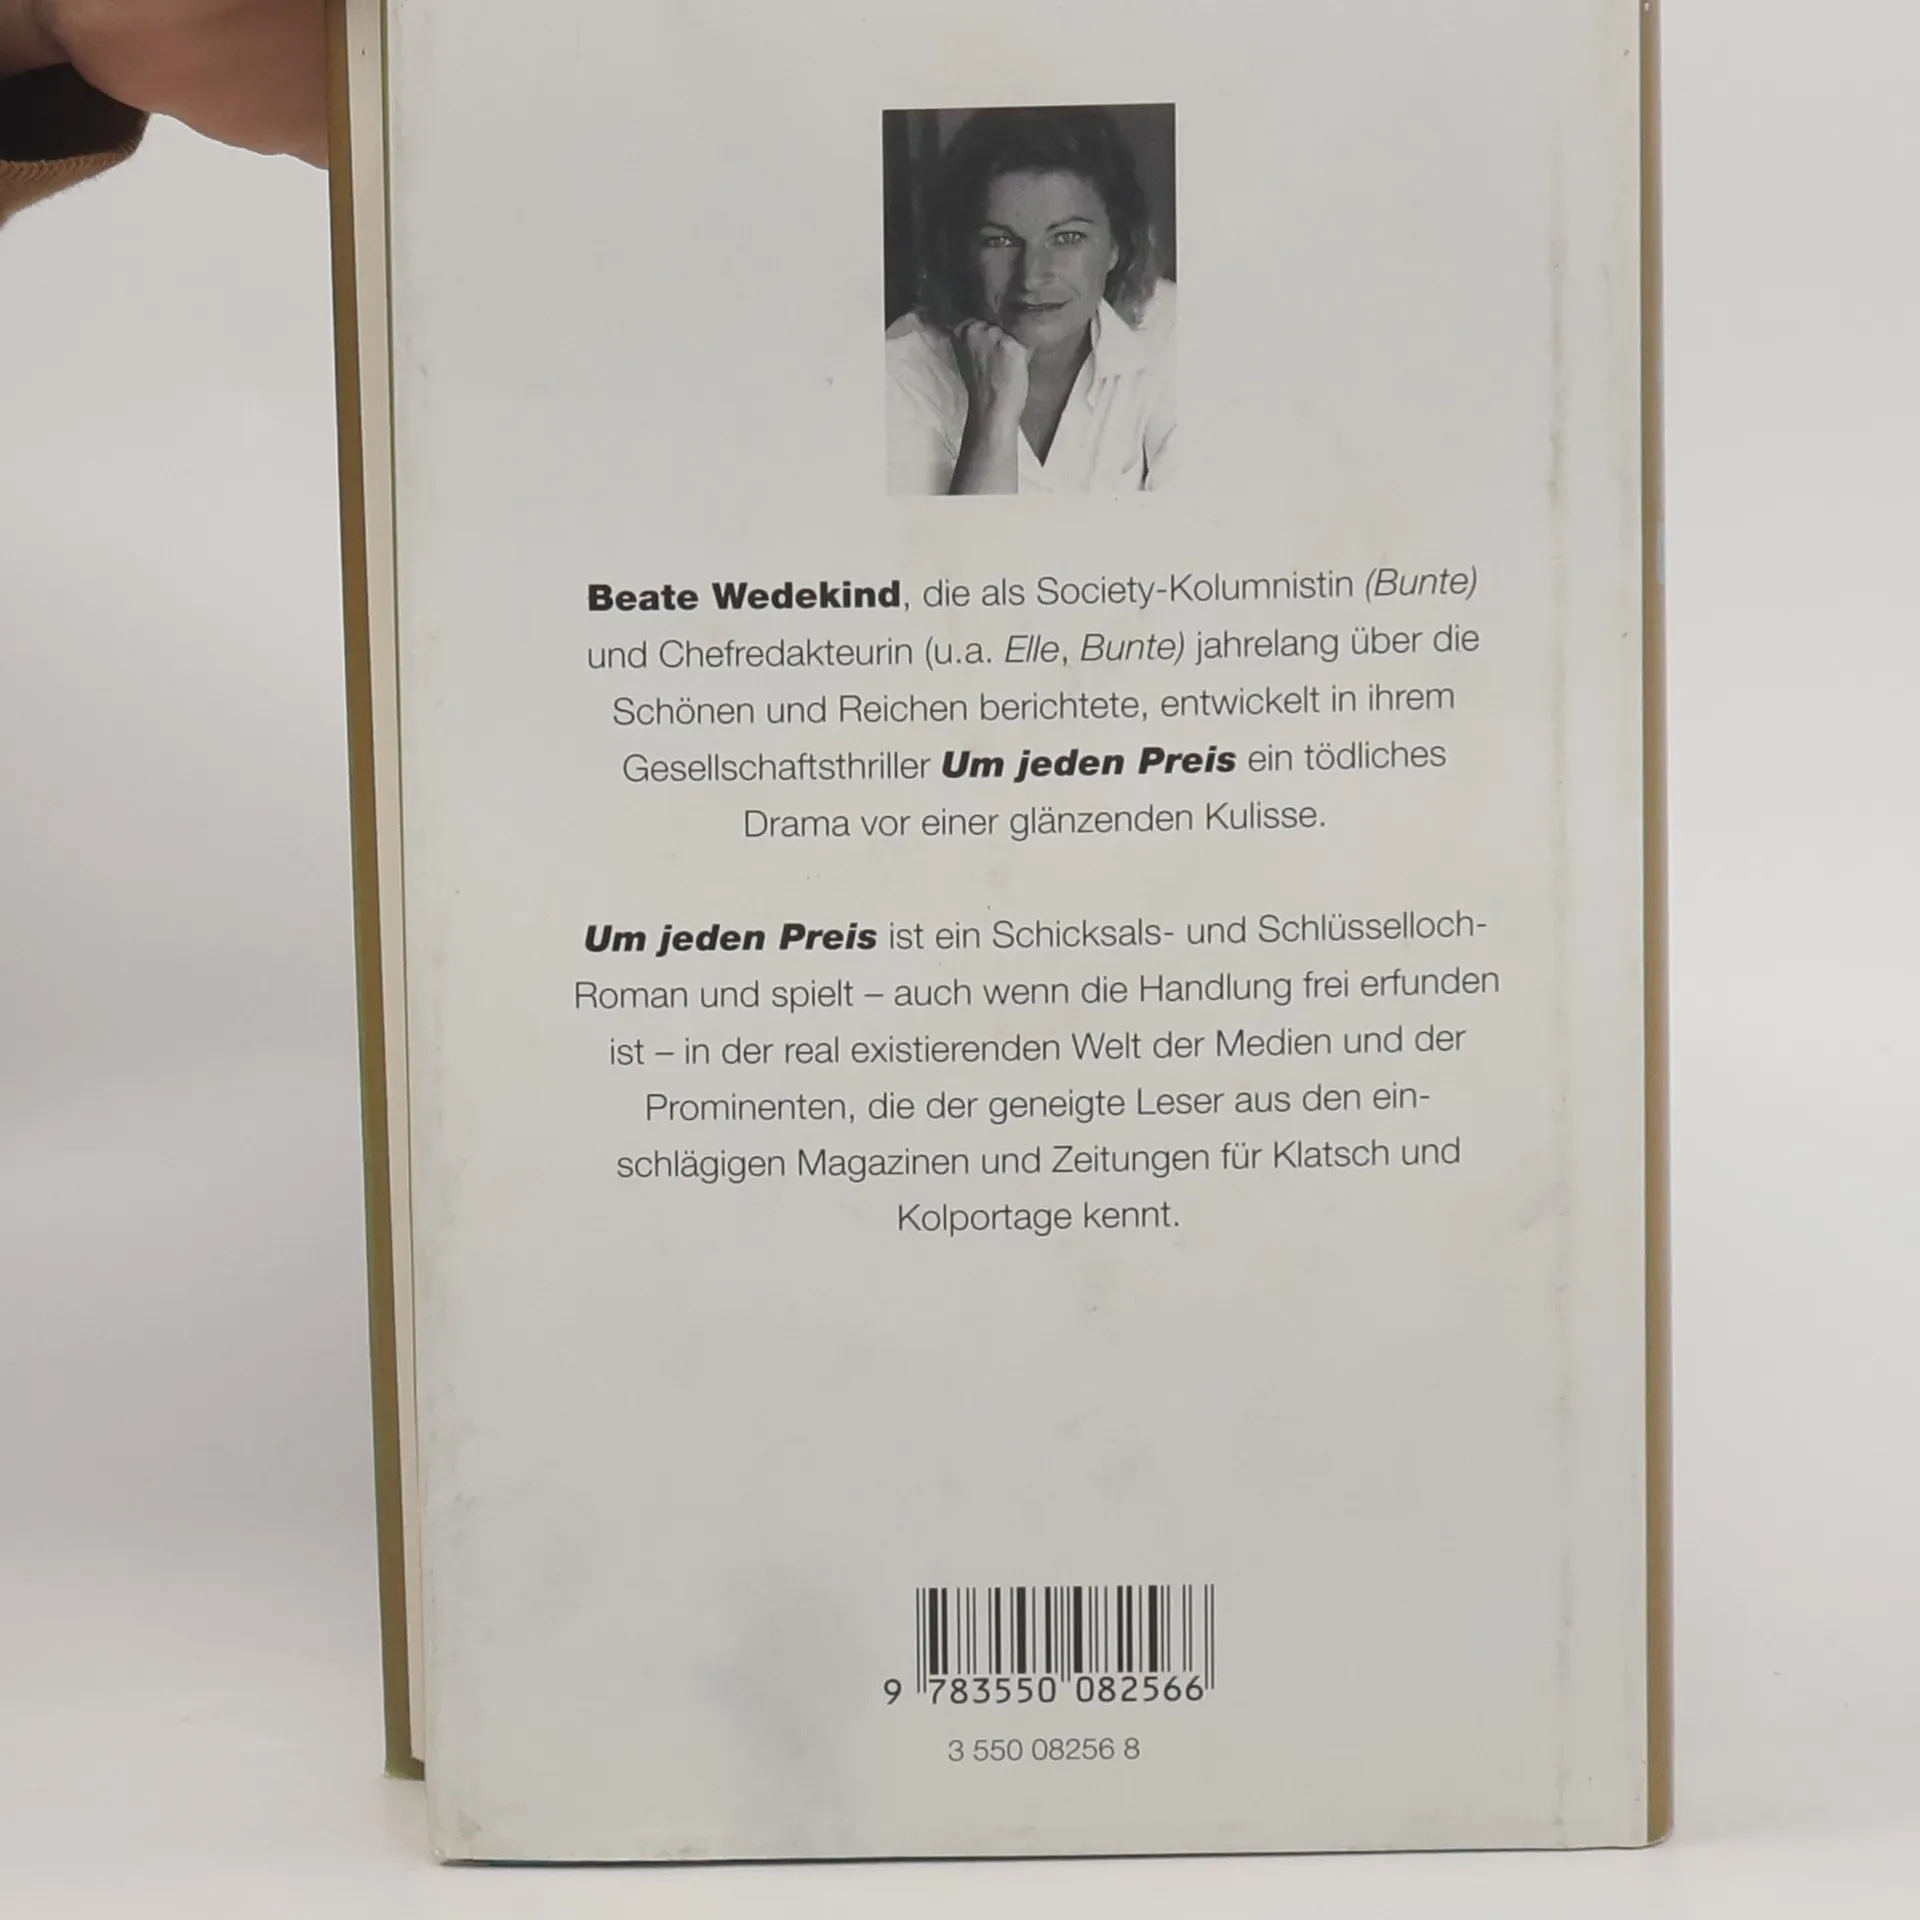 Beate Wedekind, die als Society-Kolumnistin (Bunte)
und Chefredakteurin (u.a. Elle, Bunte) jahrelang über die
Schönen und Reichen berichtete, entwickelt in ihrem
Gesellschaftsthriller Um jeden Preis ein tödliches
Drama vor einer glänzenden Kulisse.
Um jeden Preis ist ein Schicksals- und Schlüsselloch-
Roman und spielt – auch wenn die Handlung frei erfunden
ist – in der real existierenden Welt der Medien und der
Prominenten, die der geneigte Leser aus den ein-
schlägigen Magazinen und Zeitungen für Klatsch und
Kolportage kennt.
9 783550 082566
3 550 08256 8